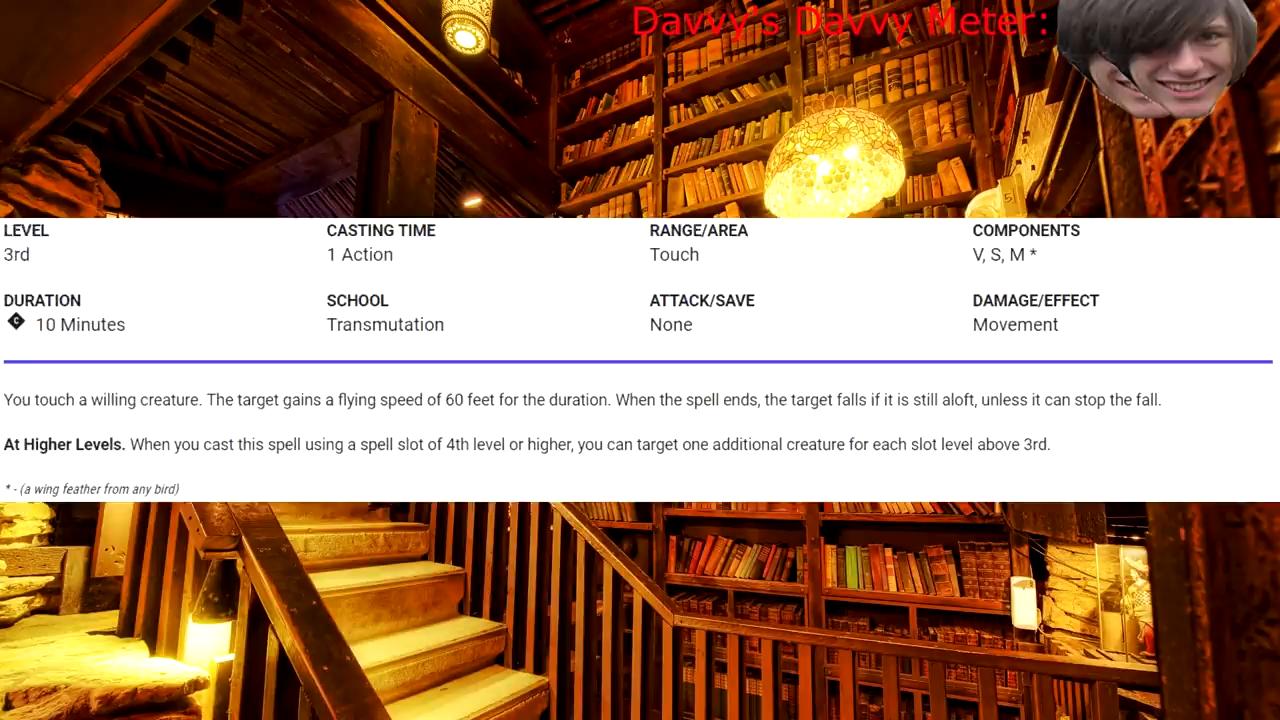 Davvy's Davvy Meter:
LEVEL CASTING TIME RANGE/AREA COMPONENTS
3rd 1 Action Touch V, S, M *
DURATION SCHOOL ATTACK/SAVE DAMAGE/EFFECT
C 10 Minutes Transmutation None Movement
You touch a willing creature. The target gains a flying speed of 60 feet for the duration. When the spell ends, the target falls if it is still aloft, unless it can stop the fall.
At Higher Levels. When you cast this spell using a spell slot of 4th level or higher, you can target one additional creature for each slot level above 3rd.
* - (a wing feather from any bird)